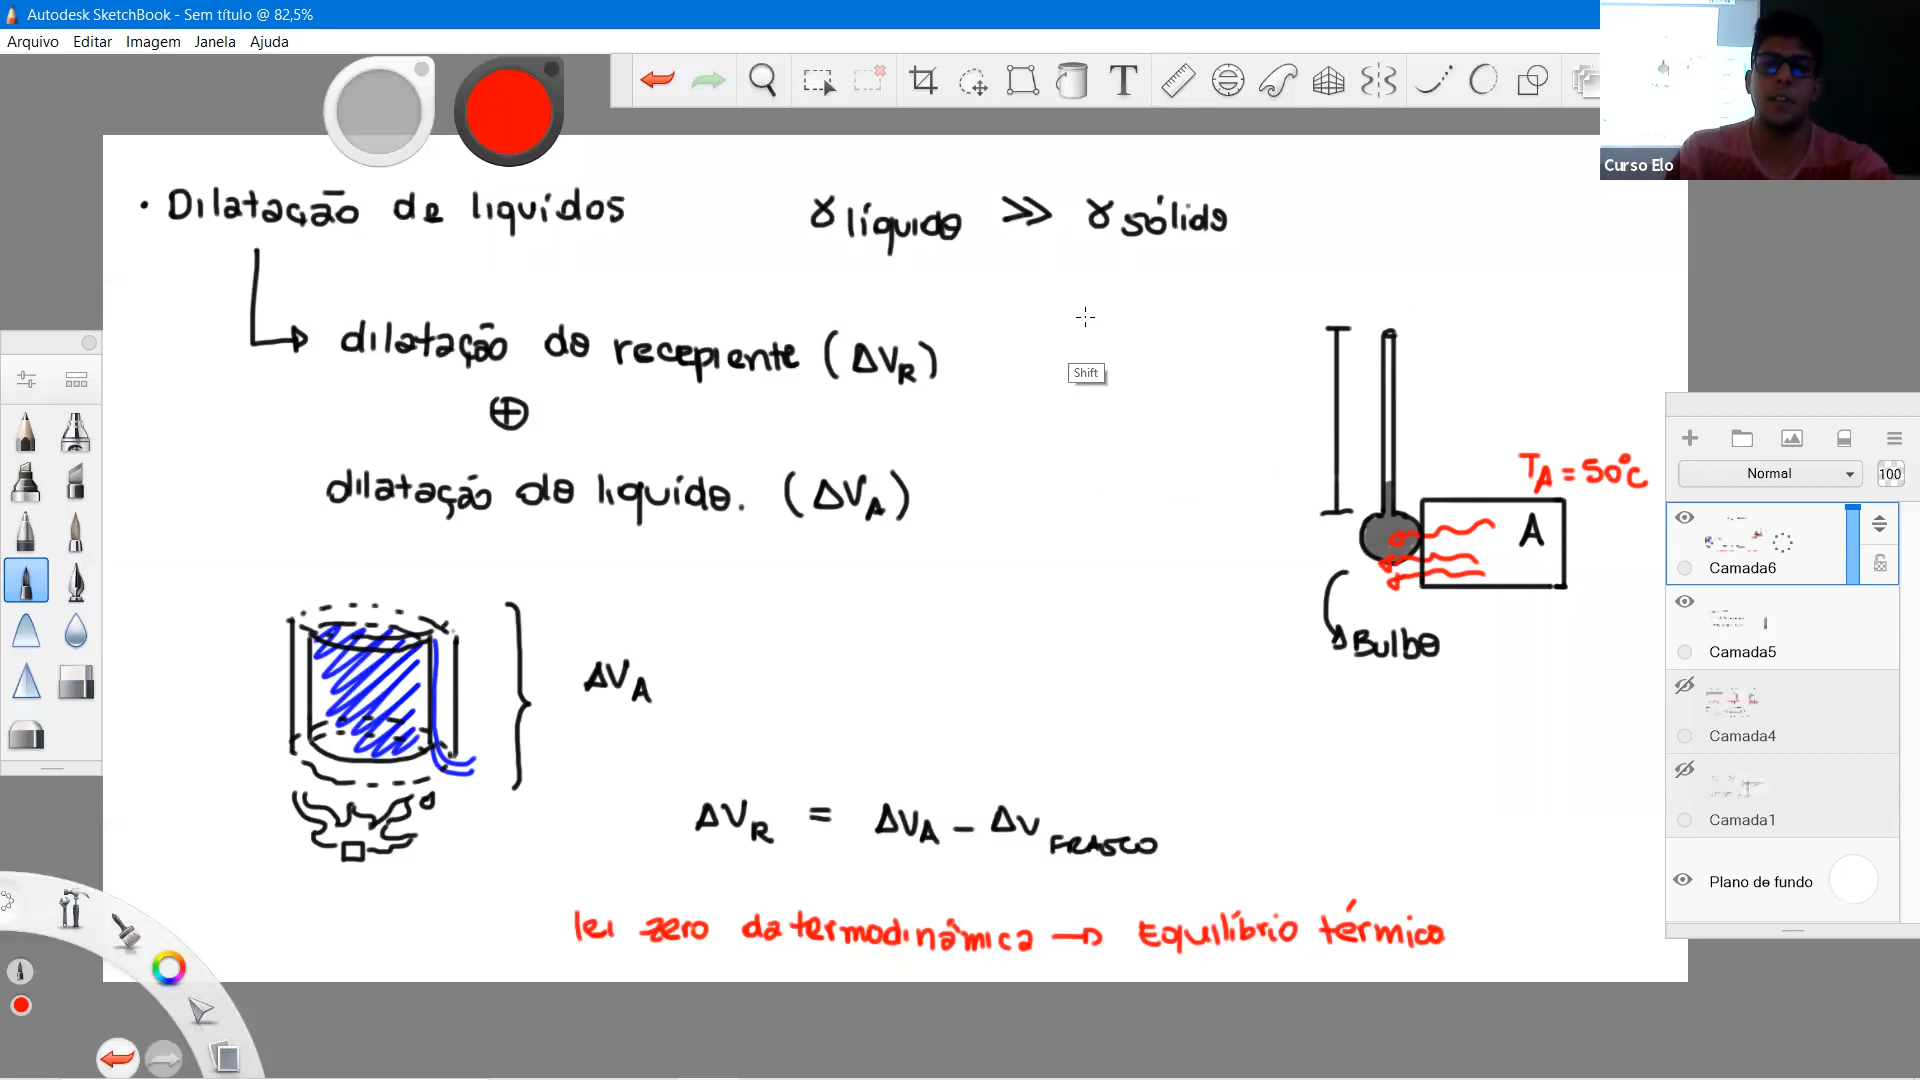 Autodesk SketchBook - Sem título @ 82,5%
Arquivo Editar Imagem Janela Ajuda
T
Curso Elo
• Dilatação de liquidos γ líquido >> γ sólido
dilatação do recepiente (ΔVR)
⊕
dilatação do liquido. (ΔVA)
Shift
TA = 50°C
A
Bulbo
ΔVA
ΔVR = ΔVA - ΔV FRASCO
lei zero da termodinâmica → Equilíbrio térmico
Normal 100
Camada6
Camada5
Camada4
Camada1
Plano de fundo